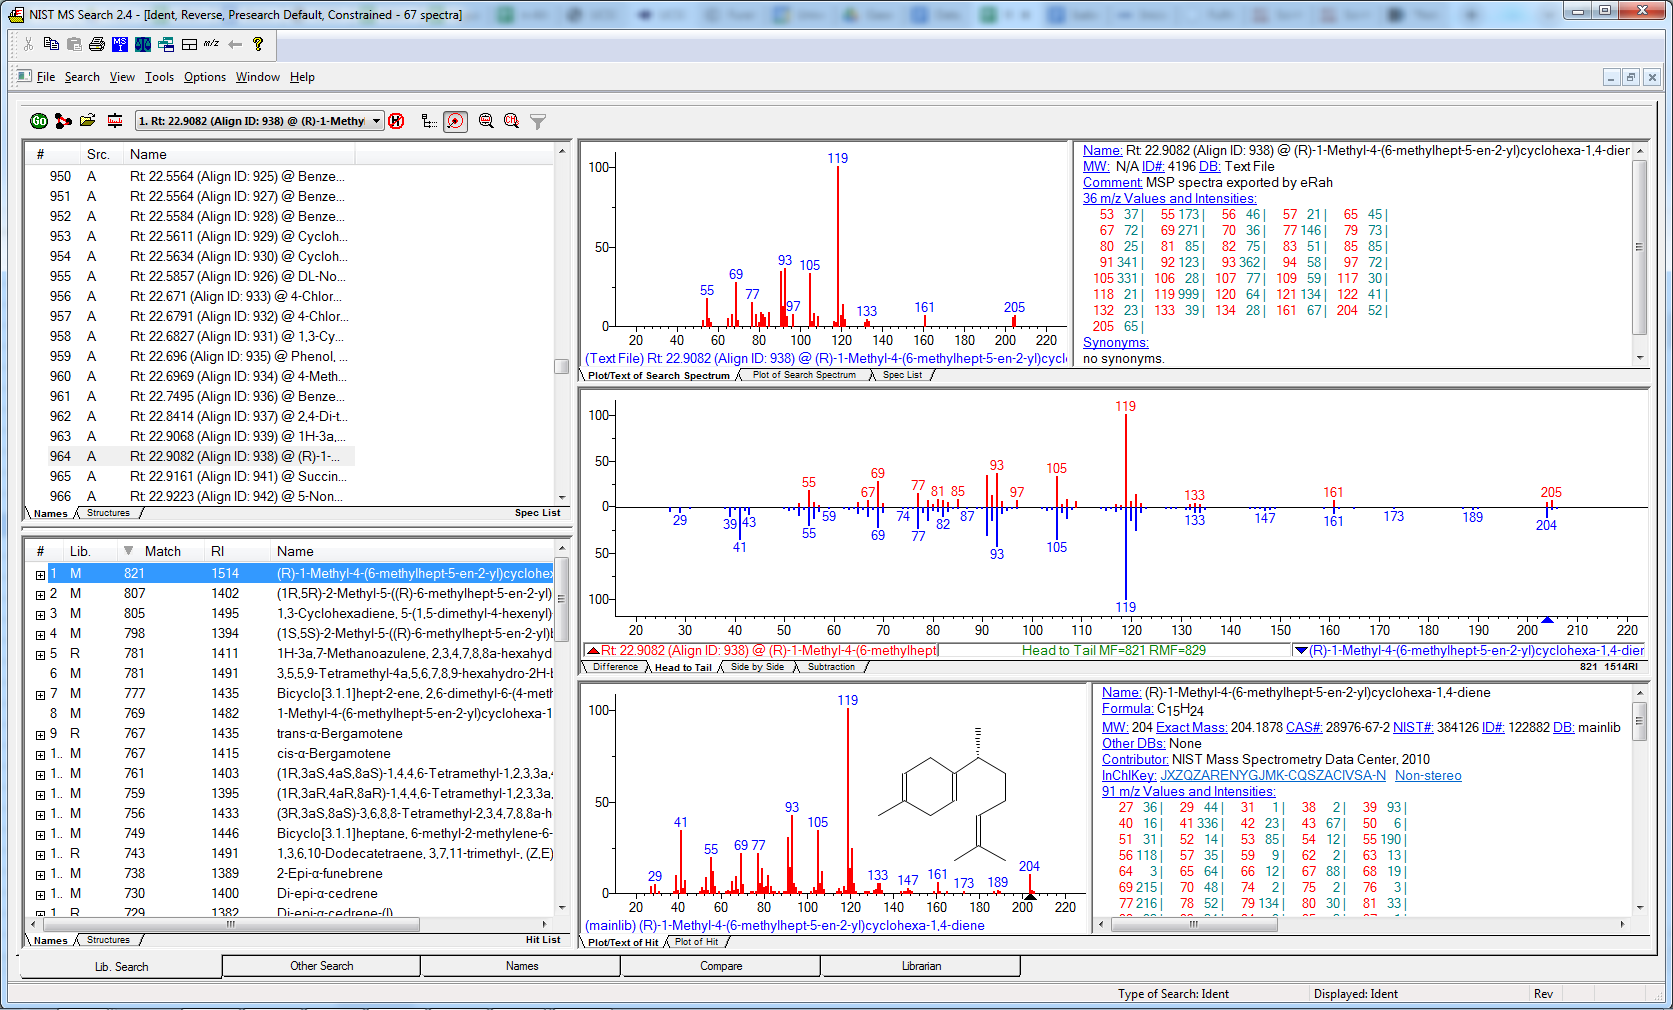 NIST MS Search 2.4 - [Ident, Reverse, Presearch Default, Constrained - 67 spectra]
File Search View Tools Options Window Help
1. Rt: 22.9082 (Align ID: 938) @ (R)-1-Methyl
# Src. Name
950 A Rt: 22.5564 (Align ID: 925) @ Benze...
951 A Rt: 22.5564 (Align ID: 927) @ Benze...
952 A Rt: 22.5584 (Align ID: 928) @ Benze...
953 A Rt: 22.5611 (Align ID: 929) @ Cycloh...
954 A Rt: 22.5634 (Align ID: 930) @ Cycloh...
955 A Rt: 22.5857 (Align ID: 926) @ DL-No...
956 A Rt: 22.671 (Align ID: 933) @ 4-Chlor...
957 A Rt: 22.6791 (Align ID: 932) @ 4-Chlor...
958 A Rt: 22.6827 (Align ID: 931) @ 1,3-Cy...
959 A Rt: 22.696 (Align ID: 935) @ Phenol, ...
960 A Rt: 22.6969 (Align ID: 934) @ 4-Meth...
961 A Rt: 22.7495 (Align ID: 936) @ Benze...
962 A Rt: 22.8414 (Align ID: 937) @ 2,4-Di-t...
963 A Rt: 22.9068 (Align ID: 939) @ 1H-3a,...
964 A Rt: 22.9082 (Align ID: 938) @ (R)-1-...
965 A Rt: 22.9161 (Align ID: 941) @ Succin...
966 A Rt: 22.9223 (Align ID: 942) @ 5-Non...
Names Structures Spec List
# Lib. Match RI Name
1 M 821 1514 (R)-1-Methyl-4-(6-methylhept-5-en-2-yl)cyclohexa
2 M 807 1402 (1R,5R)-2-Methyl-5-((R)-6-methylhept-5-en-2-yl)
3 M 805 1495 1,3-Cyclohexadiene, 5-(1,5-dimethyl-4-hexenyl)
4 M 798 1394 (1S,5S)-2-Methyl-5-((R)-6-methylhept-5-en-2-yl)b
5 R 781 1411 1H-3a,7-Methanoazulene, 2,3,4,7,8,8a-hexahyd
6 M 781 1491 3,5,5,9-Tetramethyl-4a,5,6,7,8,9-hexahydro-2H-b
7 M 777 1435 Bicyclo[3.1.1]hept-2-ene, 2,6-dimethyl-6-(4-meth
8 M 769 1482 1-Methyl-4-(6-methylhept-5-en-2-yl)cyclohexa-1
9 R 767 1435 trans-α-Bergamotene
1.. M 767 1415 cis-α-Bergamotene
1.. M 761 1403 (1R,3aS,4aS,8aS)-1,4,4,6-Tetramethyl-1,2,3,3a,4
1.. M 759 1395 (1R,3aR,4aR,8aR)-1,4,4,6-Tetramethyl-1,2,3,3a,
1.. M 756 1433 (3R,3aS,8aS)-3,6,8,8-Tetramethyl-2,3,4,7,8,8a-h
1.. M 749 1446 Bicyclo[3.1.1]heptane, 6-methyl-2-methylene-6-
1.. R 743 1491 1,3,6,10-Dodecatetraene, 3,7,11-trimethyl-, (Z,E)
1.. M 738 1389 2-Epi-α-funebrene
1.. M 730 1400 Di-epi-α-cedrene
1.. R 729 1382 Di-epi-α-cedrene-(I)
Names Structures Hit List
100 50 0
55 69 77 93 97 105 119 133 161 205
20 40 60 80 100 120 140 160 180 200 220
(Text File) Rt: 22.9082 (Align ID: 938) @ (R)-1-Methyl-4-(6-methylhept-5-en-2-yl)cycl
Plot/Text of Search Spectrum Plot of Search Spectrum Spec List
Name: Rt: 22.9082 (Align ID: 938) @ (R)-1-Methyl-4-(6-methylhept-5-en-2-yl)cyclohexa-1,4-dier
MW: N/A ID#: 4196 DB: Text File
Comment: MSP spectra exported by eRah
36 m/z Values and Intensities:
53 37| 55 173| 56 46| 57 21| 65 45|
67 72| 69 271| 70 36| 77 146| 79 73|
80 25| 81 85| 82 75| 83 51| 85 85|
91 341| 92 123| 93 362| 94 58| 97 72|
105 331| 106 28| 107 77| 109 59| 117 30|
118 21| 119 999| 120 64| 121 134| 122 41|
132 23| 133 39| 134 28| 161 67| 204 52|
205 65|
Synonyms:
no synonyms.
100 50 0 50 100
55 67 69 77 81 85 93 97 105 119 133 161 205
29 39 41 43 55 59 69 74 77 82 87 93 105 119 133 147 161 173 189 204
20 30 40 50 60 70 80 90 100 110 120 130 140 150 160 170 180 190 200 210 220
Rt: 22.9082 (Align ID: 938) @ (R)-1-Methyl-4-(6-methylhept Head to Tail MF=821 RMF=829 (R)-1-Methyl-4-(6-methylhept-5-en-2-yl)cyclohexa-1,4-dier
Difference Head to Tail Side by Side Subtraction 821 1514RI
100 50 0
29 41 55 69 77 93 105 119 133 147 161 173 189 204
20 40 60 80 100 120 140 160 180 200 220
(mainlib) (R)-1-Methyl-4-(6-methylhept-5-en-2-yl)cyclohexa-1,4-diene
Plot/Text of Hit Plot of Hit
Name: (R)-1-Methyl-4-(6-methylhept-5-en-2-yl)cyclohexa-1,4-diene
Formula: C15H24
MW: 204 Exact Mass: 204.1878 CAS#: 28976-67-2 NIST#: 384126 ID#: 122882 DB: mainlib
Other DBs: None
Contributor: NIST Mass Spectrometry Data Center, 2010
InChIKey: JXZQZARENYGJMK-CQSZACIVSA-N Non-stereo
91 m/z Values and Intensities:
27 36| 29 44| 31 1| 38 2| 39 93|
40 16| 41 336| 42 23| 43 67| 50 6|
51 31| 52 14| 53 85| 54 12| 55 190|
56 118| 57 35| 59 9| 62 2| 63 13|
64 3| 65 64| 66 12| 67 88| 68 19|
69 215| 70 48| 74 2| 75 2| 76 3|
77 216| 78 52| 79 134| 80 30| 81 33|
Lib. Search Other Search Names Compare Librarian
Type of Search: Ident Displayed: Ident Rev